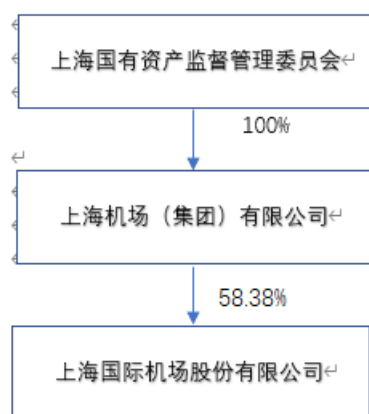 上海国有资产监督管理委员会
100%
上海机场（集团）有限公司
58.38%
上海国际机场股份有限公司